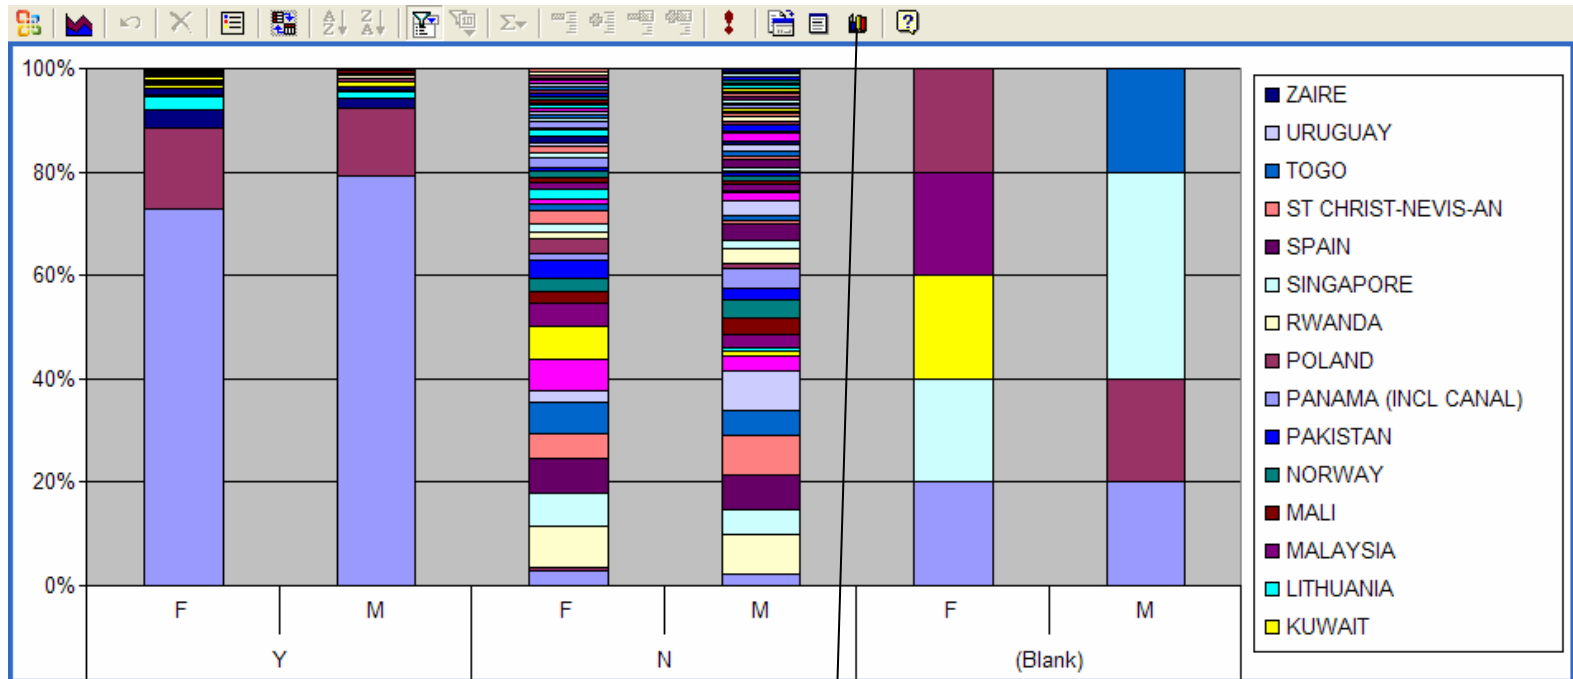 100%
80%
60%
40%
20%
0%
F M F M F M
Y N (Blank)
ZAIRE
URUGUAY
TOGO
ST CHRIST-NEVIS-AN
SPAIN
SINGAPORE
RWANDA
POLAND
PANAMA (INCL CANAL)
PAKISTAN
NORWAY
MALI
MALAYSIA
LITHUANIA
KUWAIT